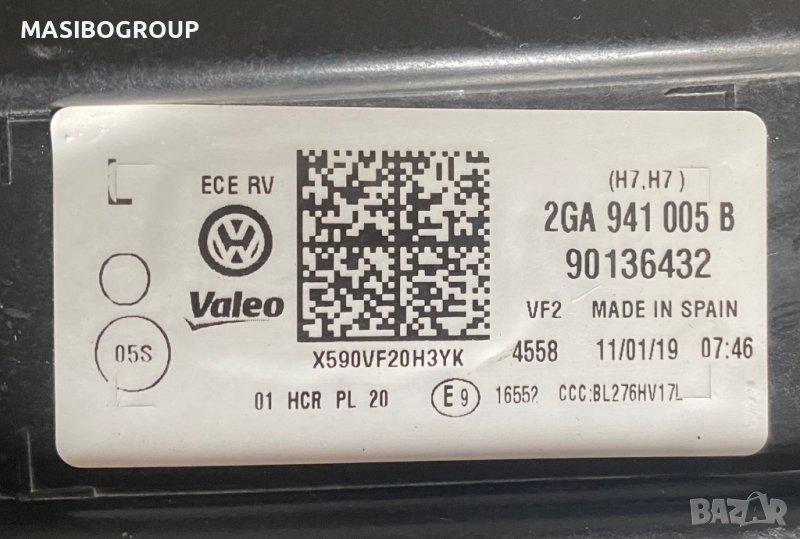 MASIBOGROUP
ECE RV
Valeo
05S
X590VF20H3YK
01 HCR PL 20
E9
16552
CCC:BL276HV17L
(H7,H7)
2GA 941 005 B
90136432
VF2 MADE IN SPAIN
4558 11/01/19 07:46
BAZAR